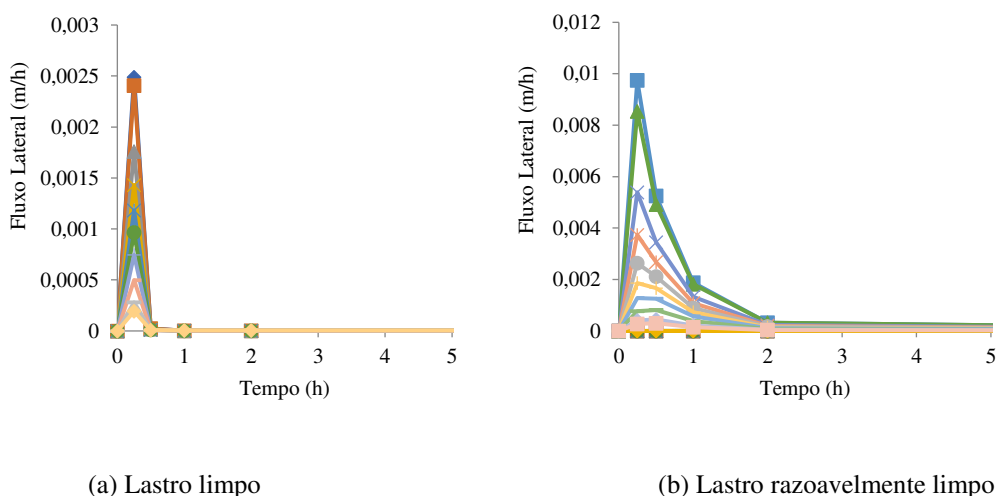 Fluxo Lateral (m/h)
0,003
0,0025
0,002
0,0015
0,001
0,0005
0
0 1 2 3 4 5
Tempo (h)
(a) Lastro limpo
Fluxo Lateral (m/h)
0,012
0,01
0,008
0,006
0,004
0,002
0
0 1 2 3 4 5
Tempo (h)
(b) Lastro razoavelmente limpo